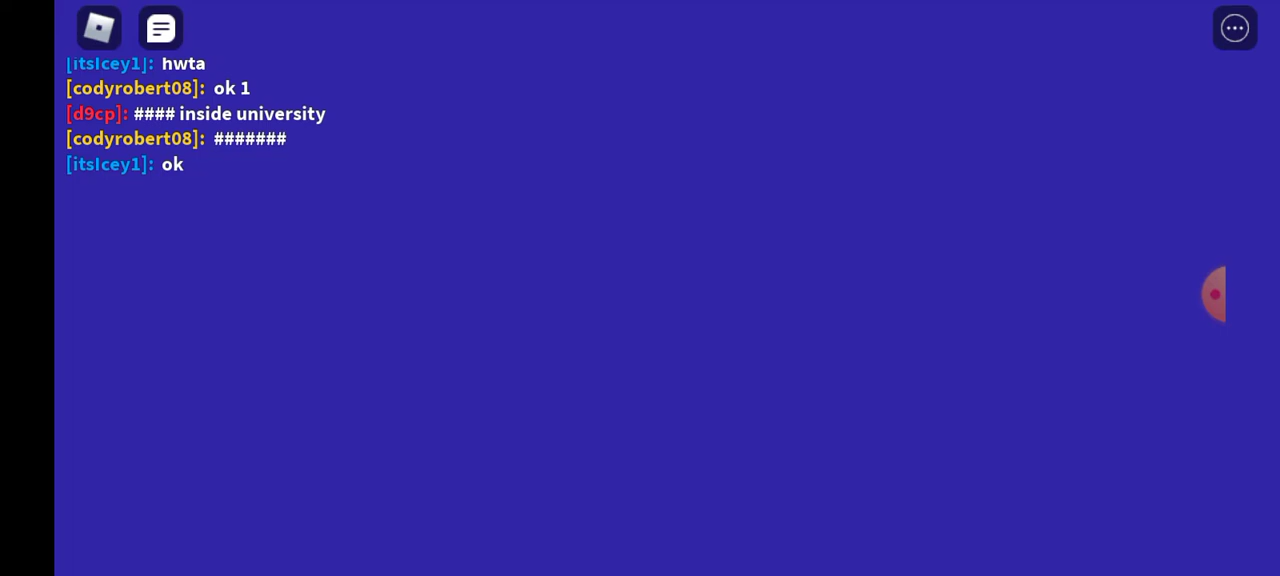 [itsIcey1]: hwta
[codyrobert08]: ok 1
[d9cp]: #### inside university
[codyrobert08]: #######
[itsIcey1]: ok